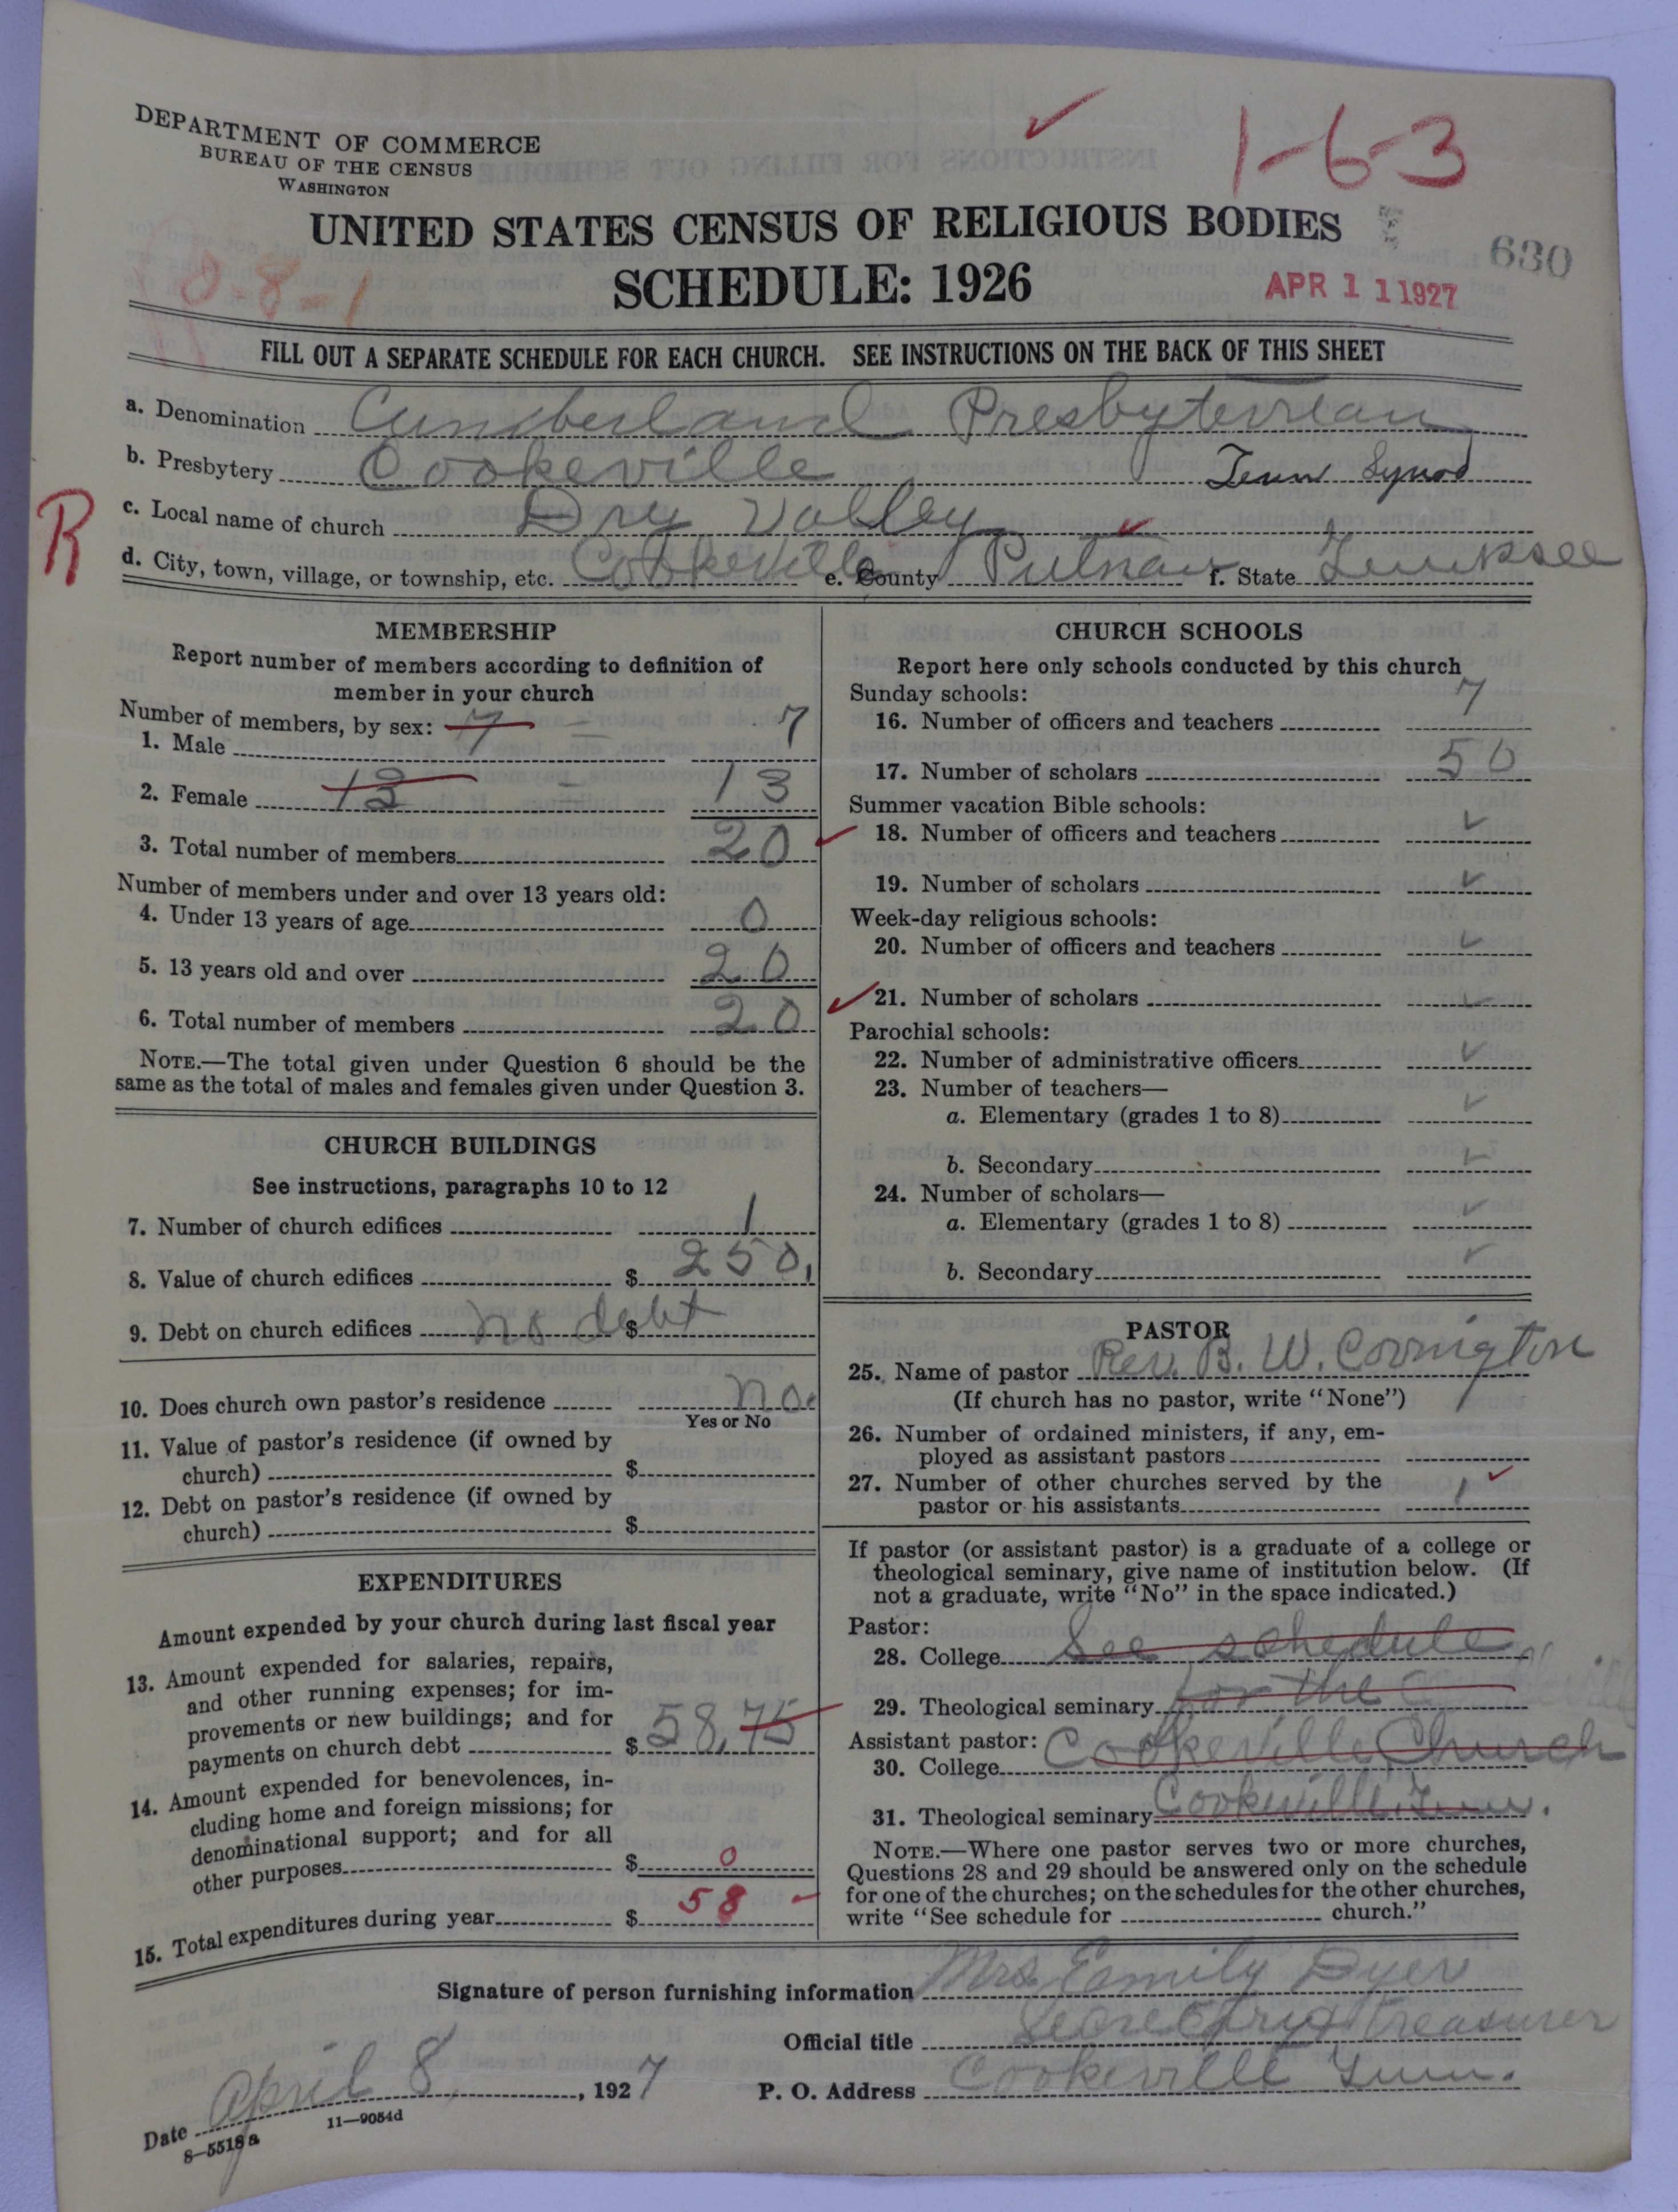 DEPARTMENT OF COMMERCE
BUREAU OF THE CENSUS
WASHINGTON
1-6-3
UNITED STATES CENSUS OF RELIGIOUS BODIES
SCHEDULE: 1926
630
APR 11 1927
FILL OUT A SEPARATE SCHEDULE FOR EACH CHURCH. SEE INSTRUCTIONS ON THE BACK OF THIS SHEET
a. Denomination Cumberland Presbyterian
b. Presbytery Cookeville Tenn Synod
R
c. Local name of church Dry Valley
d. City, town, village, or township, etc. Cookeville e. County Putnam f. State Tennessee
MEMBERSHIP
Report number of members according to definition of
member in your church
Number of members, by sex: 7
1. Male 7
2. Female 13 13
3. Total number of members 20
Number of members under and over 13 years old:
4. Under 13 years of age 0
5. 13 years old and over 20
6. Total number of members 20
NOTE.—The total given under Question 6 should be the
same as the total of males and females given under Question 3.
CHURCH BUILDINGS
See instructions, paragraphs 10 to 12
7. Number of church edifices 1
8. Value of church edifices $ 250.
9. Debt on church edifices no debt $
10. Does church own pastor's residence no.
Yes or No
11. Value of pastor's residence (if owned by
church) $
12. Debt on pastor's residence (if owned by
church) $
EXPENDITURES
Amount expended by your church during last fiscal year
13. Amount expended for salaries, repairs,
and other running expenses; for im-
provements or new buildings; and for
payments on church debt $ 58.75
14. Amount expended for benevolences, in-
cluding home and foreign missions; for
denominational support; and for all
other purposes $ 0
15. Total expenditures during year $ 58
CHURCH SCHOOLS
Report here only schools conducted by this church
Sunday schools:
16. Number of officers and teachers 7
17. Number of scholars 50
Summer vacation Bible schools:
18. Number of officers and teachers
19. Number of scholars
Week-day religious schools:
20. Number of officers and teachers
21. Number of scholars
Parochial schools:
22. Number of administrative officers
23. Number of teachers—
a. Elementary (grades 1 to 8)
b. Secondary
24. Number of scholars—
a. Elementary (grades 1 to 8)
b. Secondary
PASTOR
25. Name of pastor Rev. B. W. Covington
(If church has no pastor, write "None")
26. Number of ordained ministers, if any, em-
ployed as assistant pastors
27. Number of other churches served by the
pastor or his assistants 1
If pastor (or assistant pastor) is a graduate of a college or
theological seminary, give name of institution below. (If
not a graduate, write "No" in the space indicated.)
Pastor:
28. College See schedule
29. Theological seminary for the
Assistant pastor:
30. College Cookeville Church
31. Theological seminary Cookeville, Tenn.
NOTE.—Where one pastor serves two or more churches,
Questions 28 and 29 should be answered only on the schedule
for one of the churches; on the schedules for the other churches,
write "See schedule for church."
Signature of person furnishing information Mrs. Emily Dyer
Official title Treasurer
Date April 8, 1927 P. O. Address Cookeville Tenn.
8—5518a 11—9054d